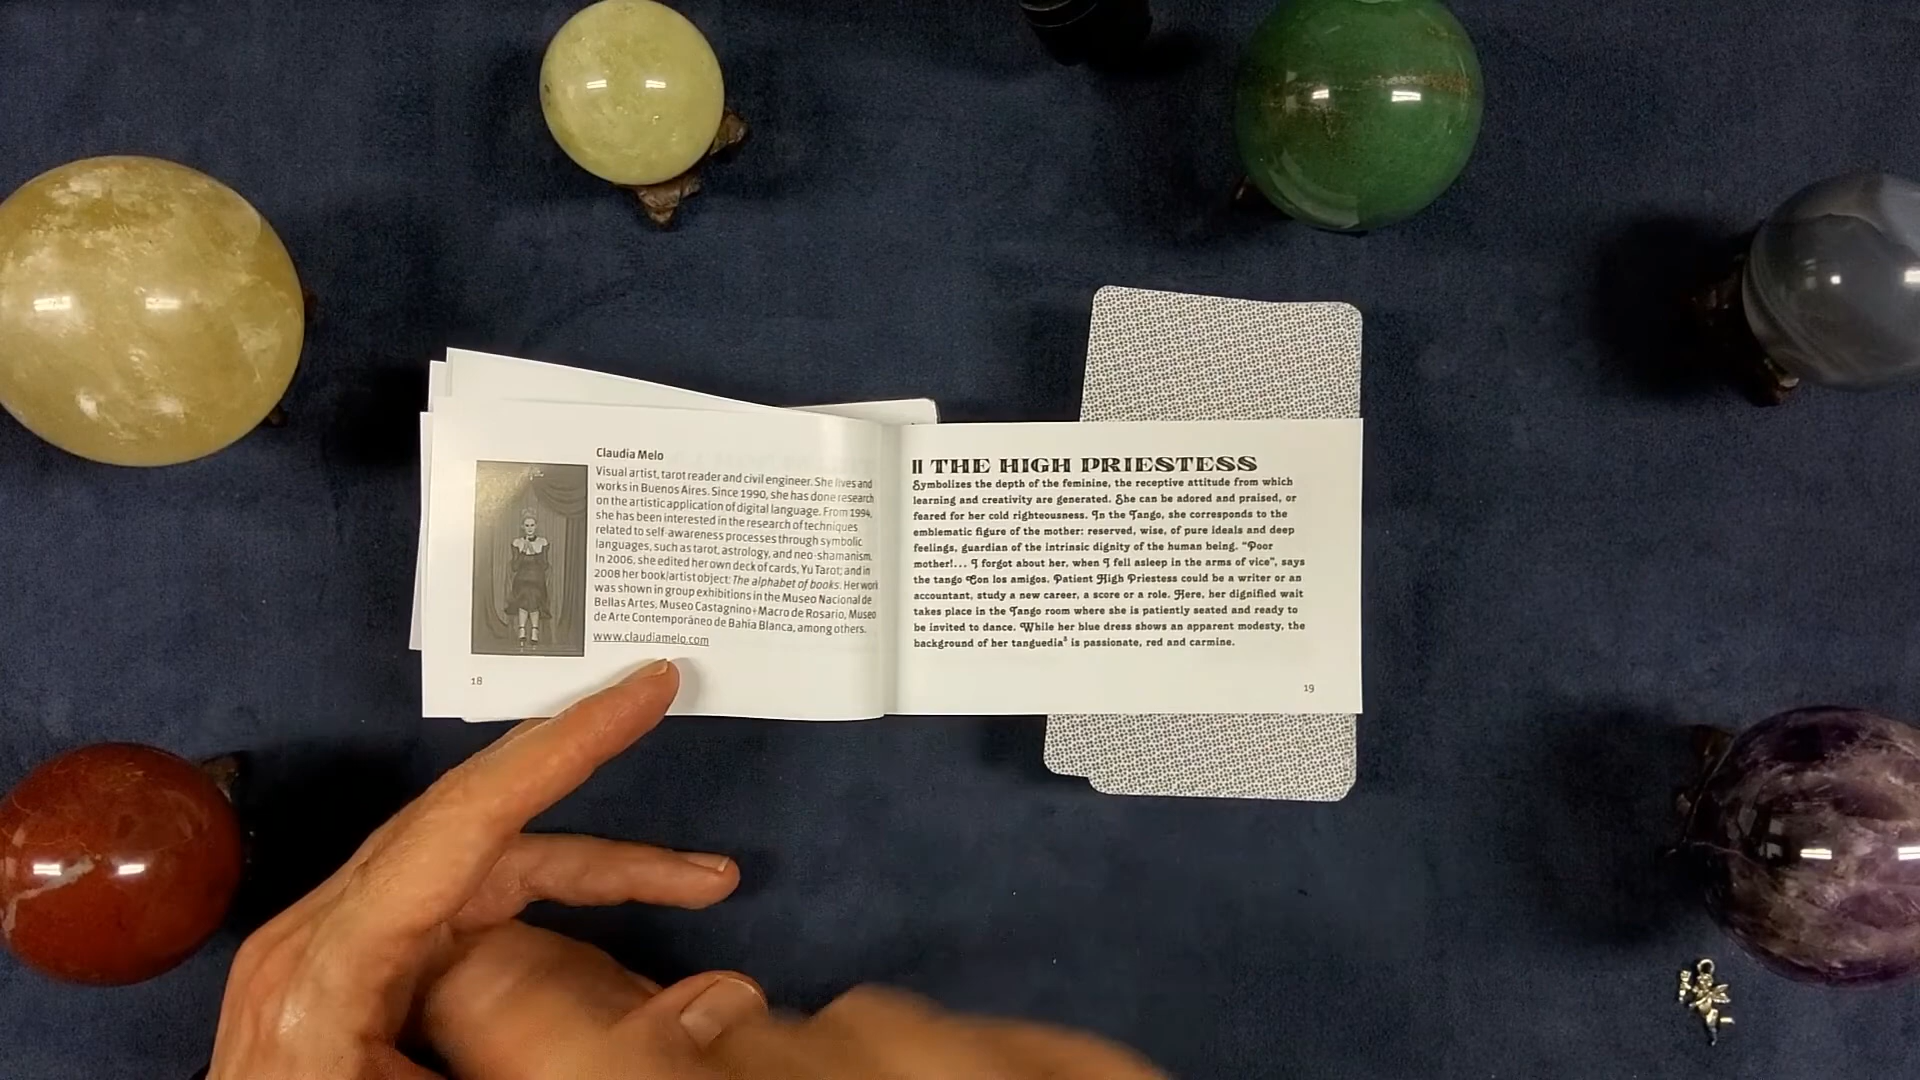 Claudia Melo
Visual artist, tarot reader and civil engineer. She lives and
works in Buenos Aires. Since 1990, she has done research
on the artistic application of digital language. From 1994,
she has been interested in the research of techniques
related to self-awareness processes through symbolic
languages, such as tarot, astrology, and neo-shamanism.
In 2006, she edited her own deck of cards, Yu Tarot; and in
2008 her book/artist object: The alphabet of books. Her work
was shown in group exhibitions in the Museo Nacional de
Bellas Artes, Museo Castagnino+Macro de Rosario, Museo
de Arte Contemporáneo de Bahía Blanca, among others.
www.claudiamelo.com
18
II THE HIGH PRIESTESS
Symbolizes the depth of the feminine, the receptive attitude from which
learning and creativity are generated. She can be adored and praised, or
feared for her cold righteousness. In the Tango, she corresponds to the
emblematic figure of the mother: reserved, wise, of pure ideals and deep
feelings, guardian of the intrinsic dignity of the human being. “Poor
mother!... I forgot about her, when I fell asleep in the arms of vice”, says
the tango Con los amigos. Patient High Priestess could be a writer or an
accountant, study a new career, a score or a role. Here, her dignified wait
takes place in the Tango room where she is patiently seated and ready to
be invited to dance. While her blue dress shows an apparent modesty, the
background of her tanguedia is passionate, red and carmine.
19